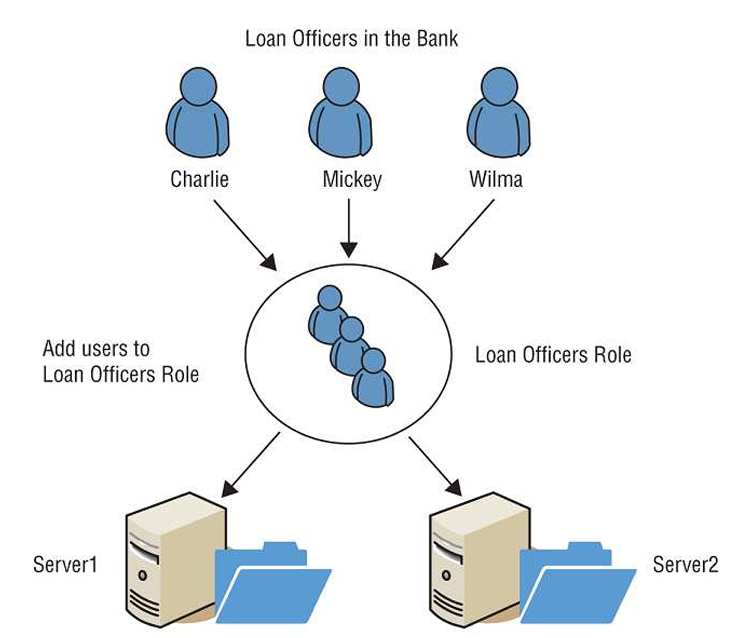 Loan Officers in the Bank
Charlie
Mickey
Wilma
Add users to
Loan Officers Role
Loan Officers Role
Server1
Server2